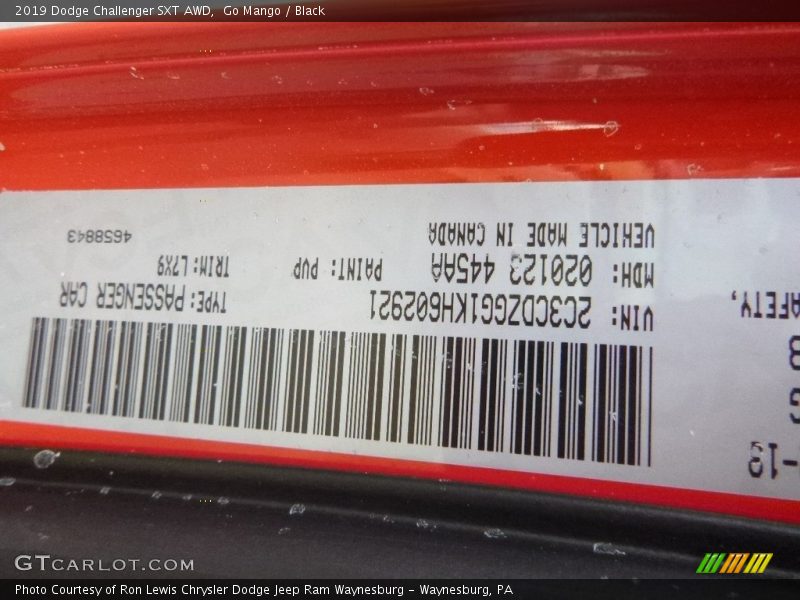 2019 Dodge Challenger SXT AWD, Go Mango / Black
-13
AFETY,
VIN: 2C3CDZGG1KH602921 TYPE: PASSENGER CAR
MDH: 020123 445AA PAINT: PVP TRIM: L7X9
VEHICLE MADE IN CANADA 4658843
GTCARLOT.COM
Photo Courtesy of Ron Lewis Chrysler Dodge Jeep Ram Waynesburg – Waynesburg, PA